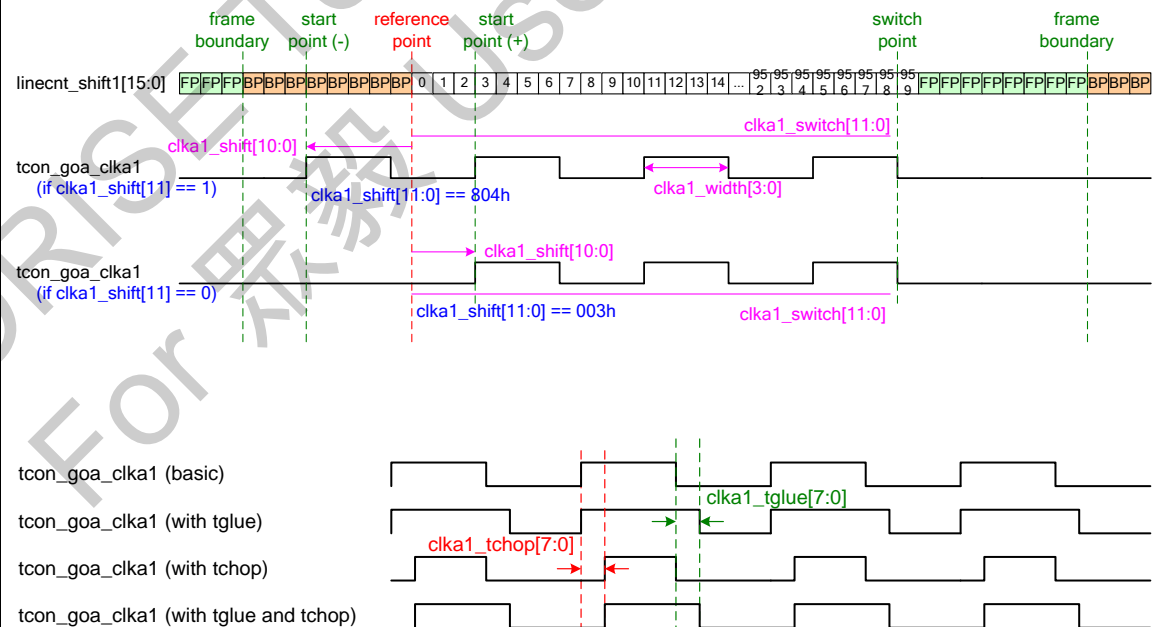 frame boundary
start point (-)
reference point
start point (+)
switch point
frame boundary
linecnt_shift1[15:0] FP FP FP BP BP BP BP BP BP BP BP 0 1 2 3 4 5 6 7 8 9 10 11 12 13 14 ... 952 953 954 955 956 957 958 959 FP FP FP FP FP FP FP FP BP BP BP
clka1_switch[11:0]
clka1_shift[10:0]
tcon_goa_clka1
(if clka1_shift[11] == 1)
clka1_shift[11:0] == 804h
clka1_width[3:0]
clka1_shift[10:0]
tcon_goa_clka1
(if clka1_shift[11] == 0)
clka1_shift[11:0] == 003h
clka1_switch[11:0]
tcon_goa_clka1 (basic)
clka1_tglue[7:0]
tcon_goa_clka1 (with tglue)
clka1_tchop[7:0]
tcon_goa_clka1 (with tchop)
tcon_goa_clka1 (with tglue and tchop)
For 眾毅 Us